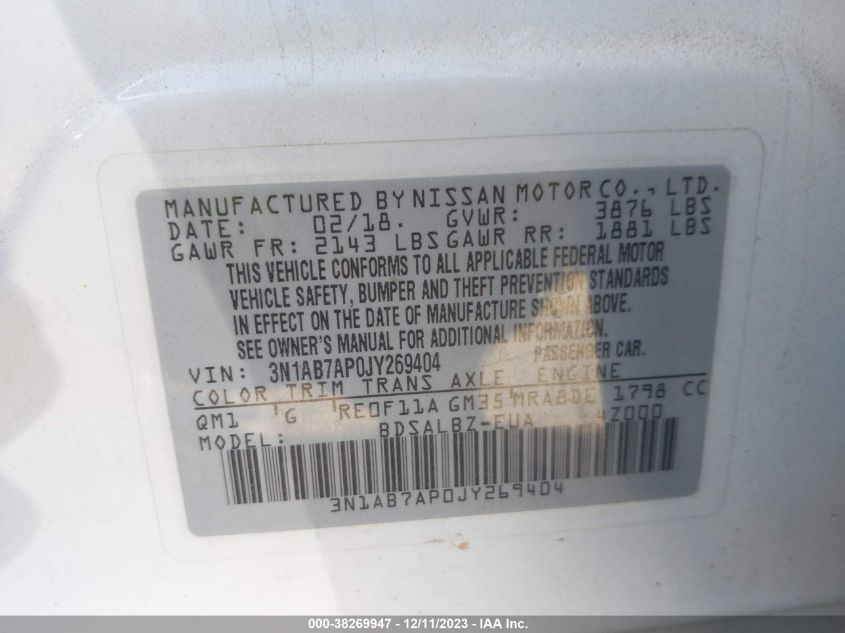 MANUFACTURED BY NISSAN MOTOR CO., LTD.
DATE: 02/18. GVWR: 3876 LBS
GAWR FR: 2143 LBS GAWR RR: 1881 LBS
THIS VEHICLE CONFORMS TO ALL APPLICABLE FEDERAL MOTOR
VEHICLE SAFETY, BUMPER AND THEFT PREVENTION STANDARDS
IN EFFECT ON THE DATE OF MANUFACTURE SHOWN ABOVE.
SEE OWNER'S MANUAL FOR ADDITIONAL INFORMATION.
VIN: 3N1AB7AP0JY269404 PASSENGER CAR.
COLOR TRIM TRANS AXLE ENGINE
QM1 G RE0F11A GM35 MRA8DE 1798 CC
MODEL: BDSALBZ-EUA 4Z000
3N1AB7AP0JY269404
000-38269947 - 12/11/2023 - IAA Inc.